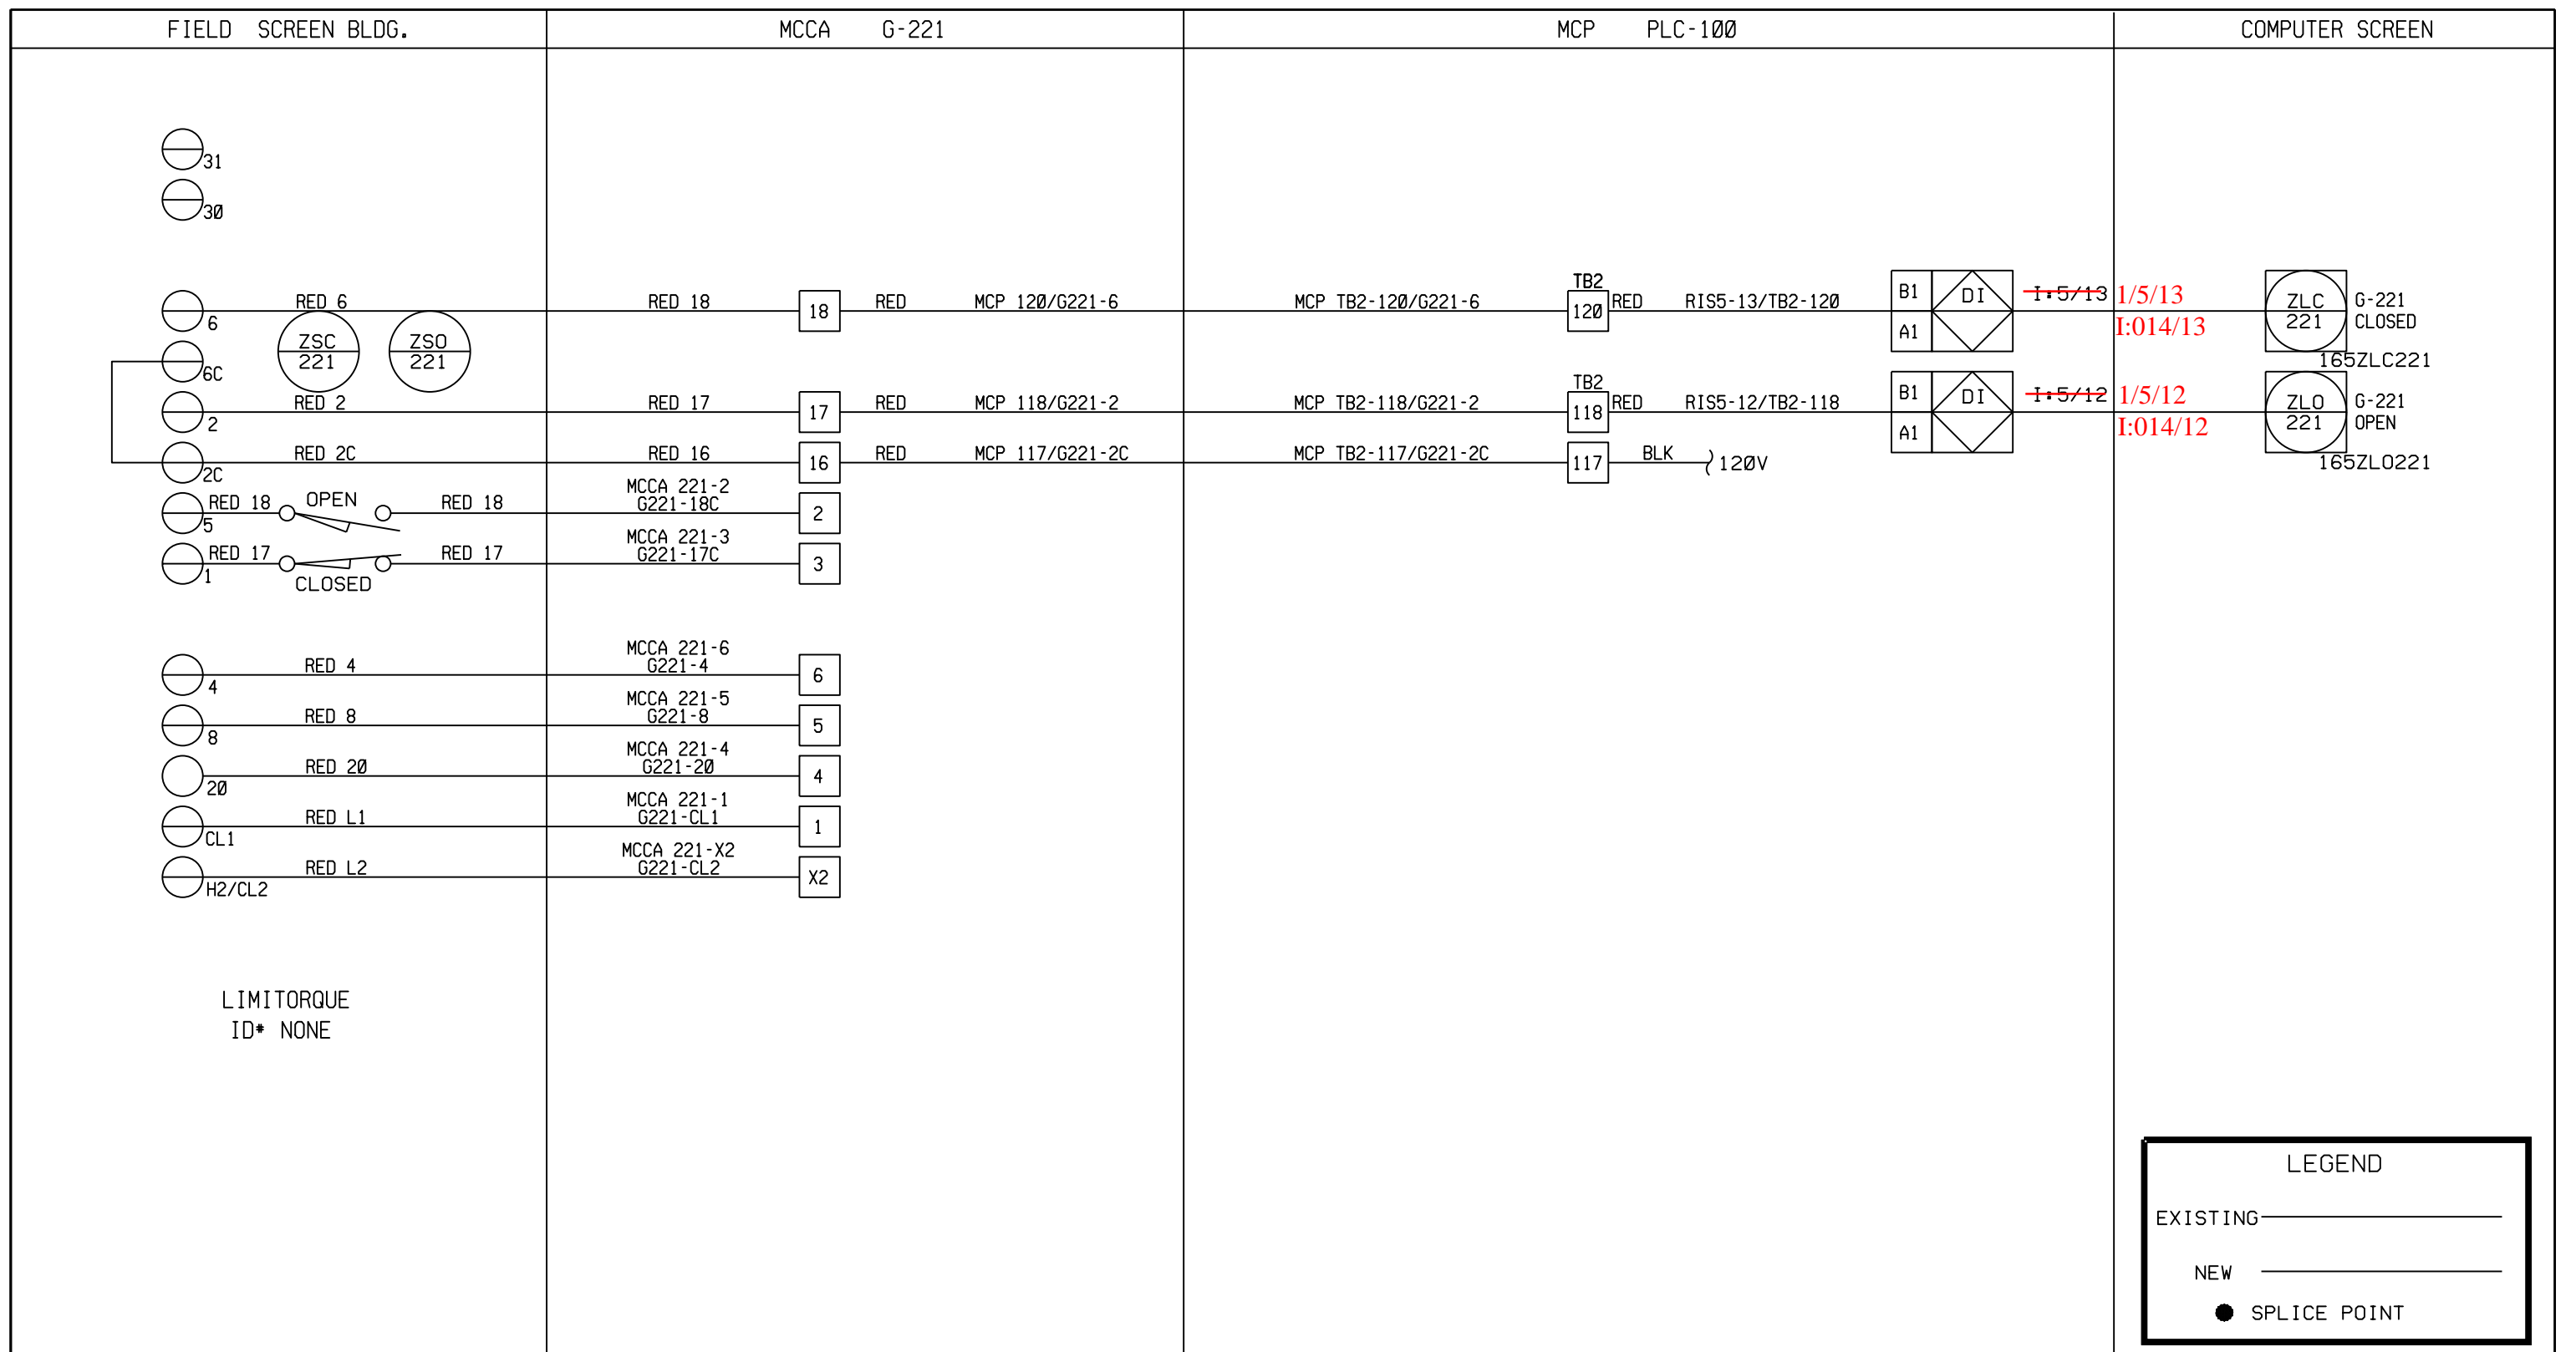 FIELD SCREEN BLDG.
MCCA G-221
MCP PLC-100
COMPUTER SCREEN
31
30
6
RED 6
RED 18
18
RED
MCP 120/G221-6
MCP TB2-120/G221-6
TB2
120
RED
RIS5-13/TB2-120
B1
A1
DI
I:5/13
1/5/13
I:014/13
ZLC
221
G-221
CLOSED
165ZLC221
ZSC
221
ZSO
221
6C
2
RED 2
RED 17
17
RED
MCP 118/G221-2
MCP TB2-118/G221-2
TB2
118
RED
RIS5-12/TB2-118
B1
A1
DI
I:5/12
1/5/12
I:014/12
ZLO
221
G-221
OPEN
165ZLO221
2C
RED 2C
RED 16
16
RED
MCP 117/G221-2C
MCP TB2-117/G221-2C
117
BLK
120V
5
RED 18
OPEN
RED 18
MCCA 221-2
G221-18C
2
1
RED 17
CLOSED
RED 17
MCCA 221-3
G221-17C
3
4
RED 4
MCCA 221-6
G221-4
6
8
RED 8
MCCA 221-5
G221-8
5
20
RED 20
MCCA 221-4
G221-20
4
CL1
RED L1
MCCA 221-1
G221-CL1
1
H2/CL2
RED L2
MCCA 221-X2
G221-CL2
X2
LIMITORQUE
ID# NONE
LEGEND
EXISTING
NEW
SPLICE POINT